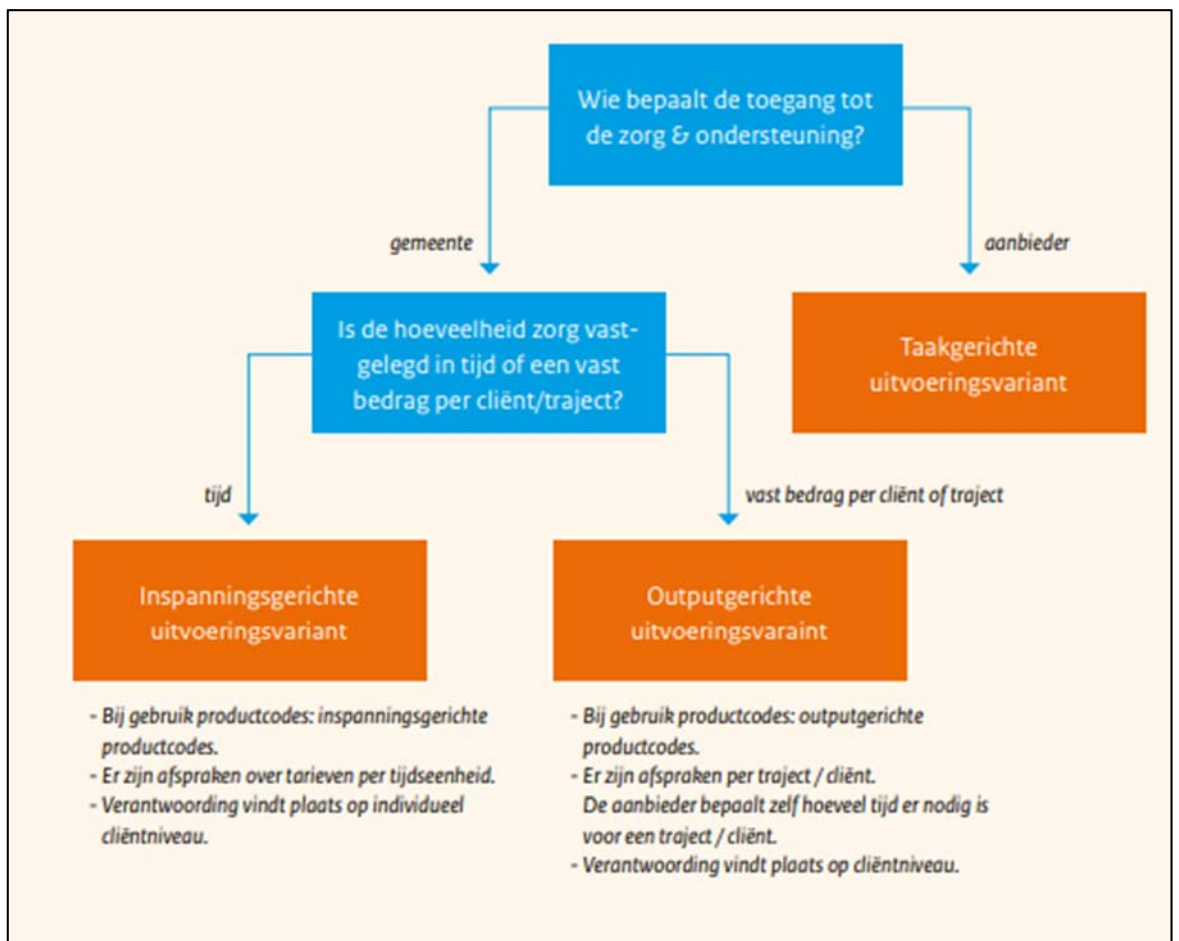 Wie bepaalt de toegang tot
de zorg & ondersteuning?
gemeente
aanbieder
Is de hoeveelheid zorg vast-
gelegd in tijd of een vast
bedrag per cliënt/traject?
Taakgerichte
uitvoeringsvariant
tijd
vast bedrag per cliënt of traject
Inspanningsgerichte
uitvoeringsvariant
Outputgerichte
uitvoeringsvaraint
- Bij gebruik productcodes: inspanningsgerichte
productcodes.
- Er zijn afspraken over tarieven per tijdseenheid.
- Verantwoording vindt plaats op individueel
cliëntniveau.
- Bij gebruik productcodes: outputgerichte
productcodes.
- Er zijn afspraken per traject / cliënt.
De aanbieder bepaalt zelf hoeveel tijd er nodig is
voor een traject / cliënt.
- Verantwoording vindt plaats op cliëntniveau.